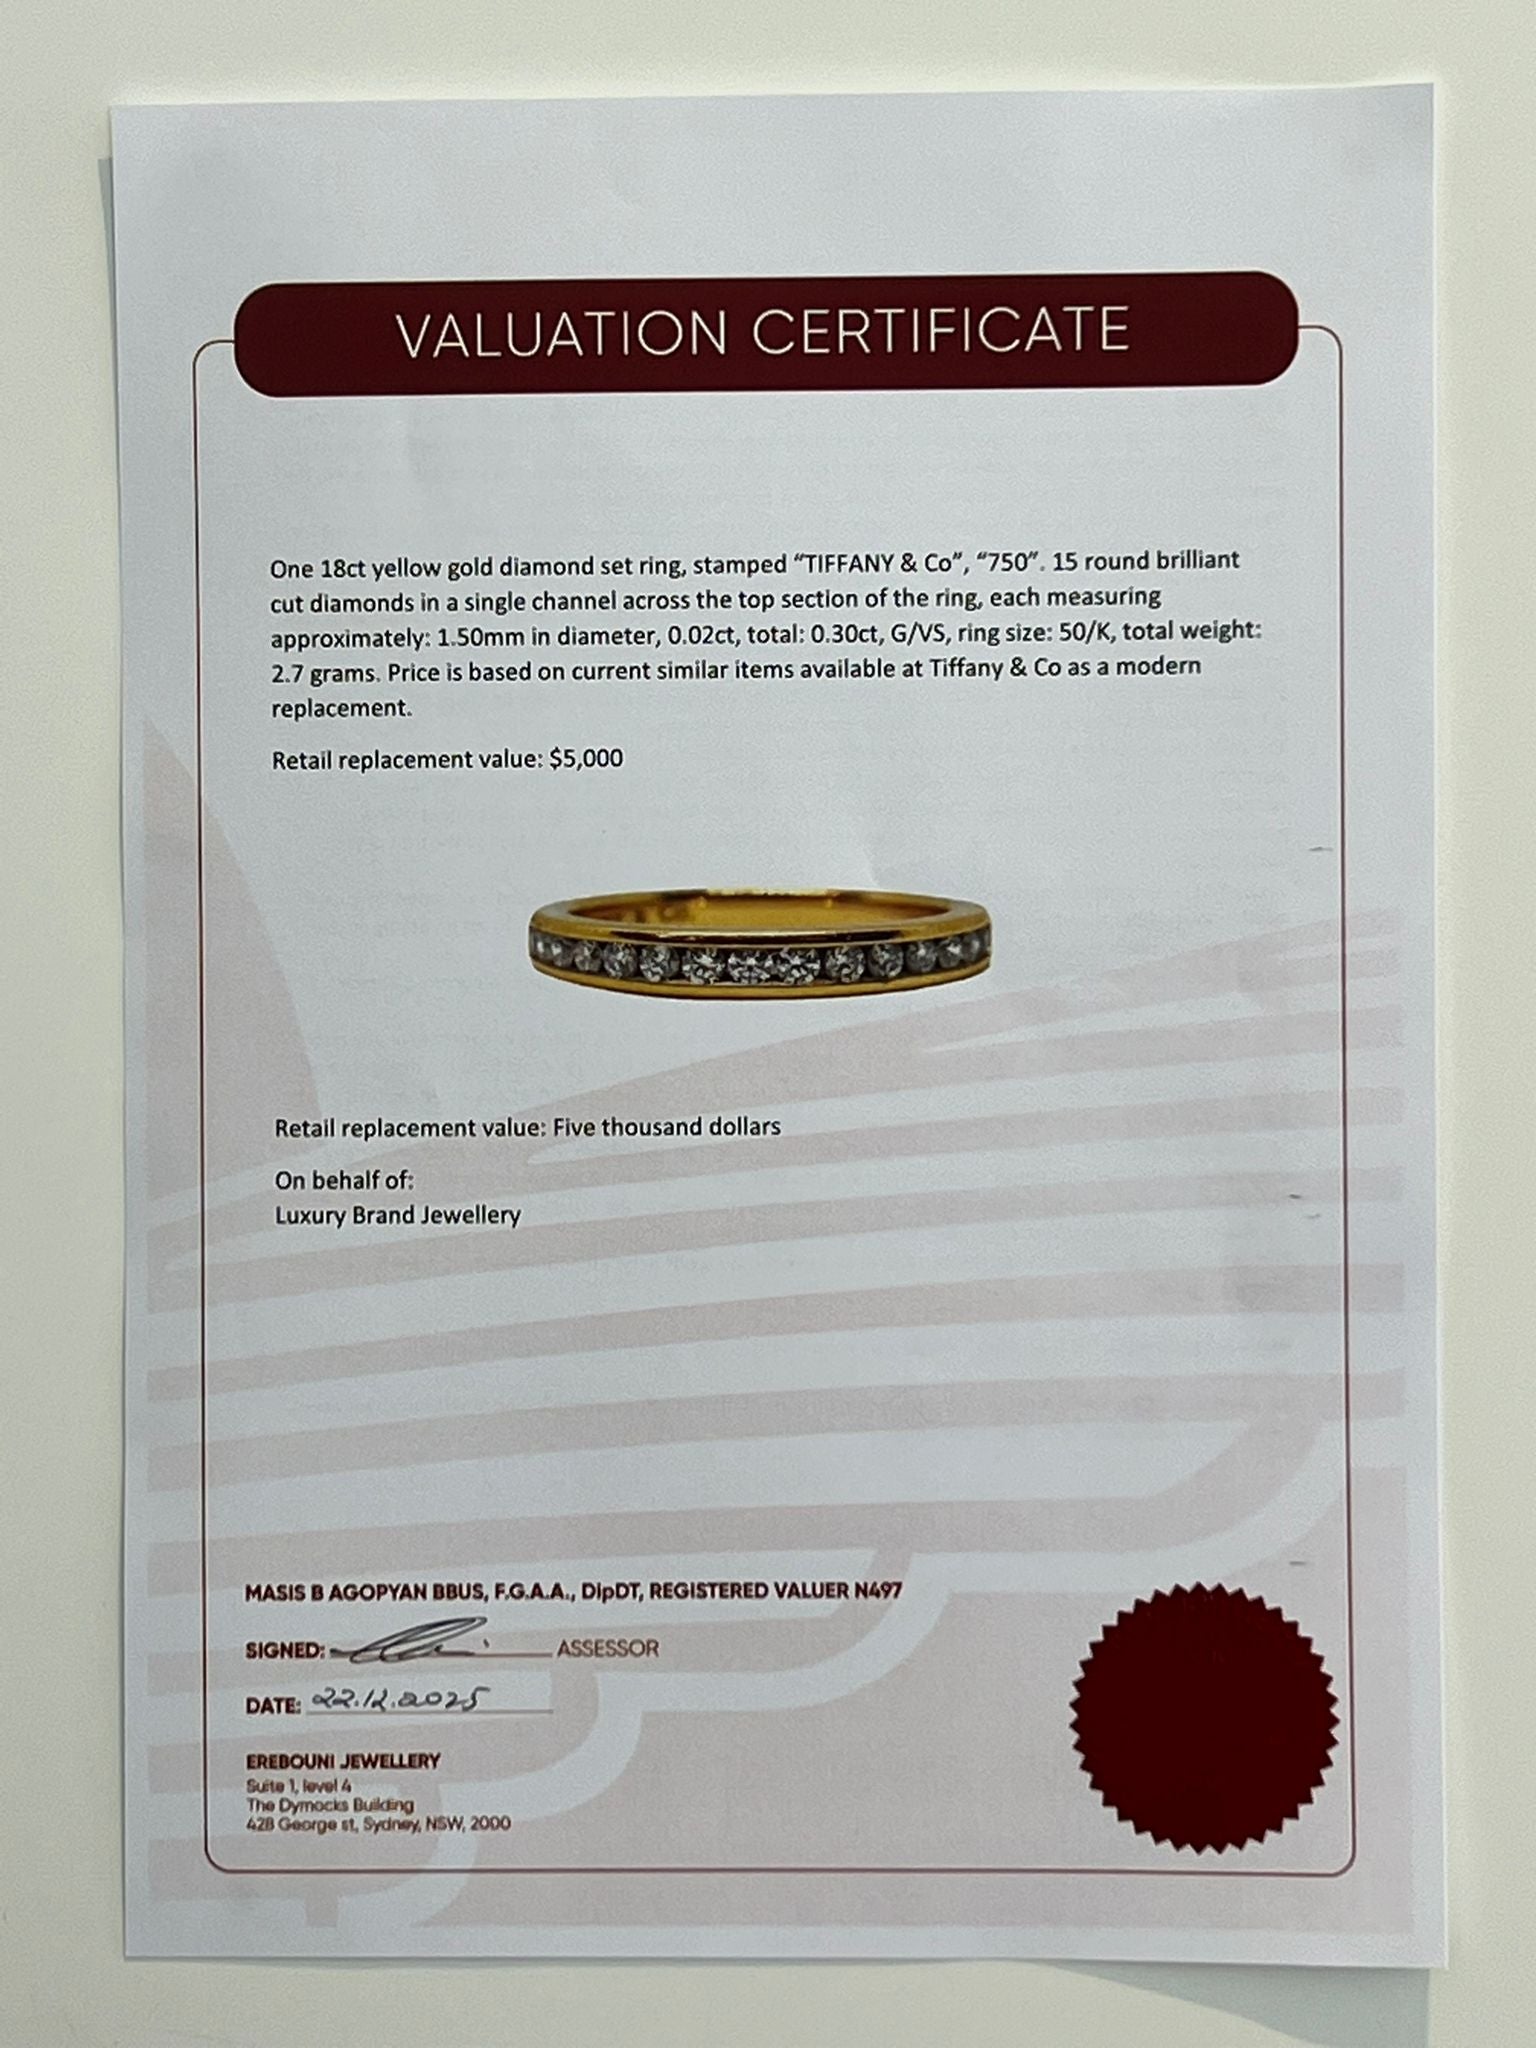 VALUATION CERTIFICATE
One 18ct yellow gold diamond set ring, stamped “TIFFANY & Co”, “750”. 15 round brilliant
cut diamonds in a single channel across the top section of the ring, each measuring
approximately: 1.50mm in diameter, 0.02ct, total: 0.30ct, G/VS, ring size: 50/K, total weight:
2.7 grams. Price is based on current similar items available at Tiffany & Co as a modern
replacement.
Retail replacement value: $5,000
Retail replacement value: Five thousand dollars
On behalf of:
Luxury Brand Jewellery
MASIS B AGOPYAN BBUS, F.G.A.A., DipDT, REGISTERED VALUER N497
SIGNED: ASSESSOR
DATE: 22.12.2025
EREBOUNI JEWELLERY
Suite 1, level 4
The Dymocks Building
428 George st, Sydney, NSW, 2000